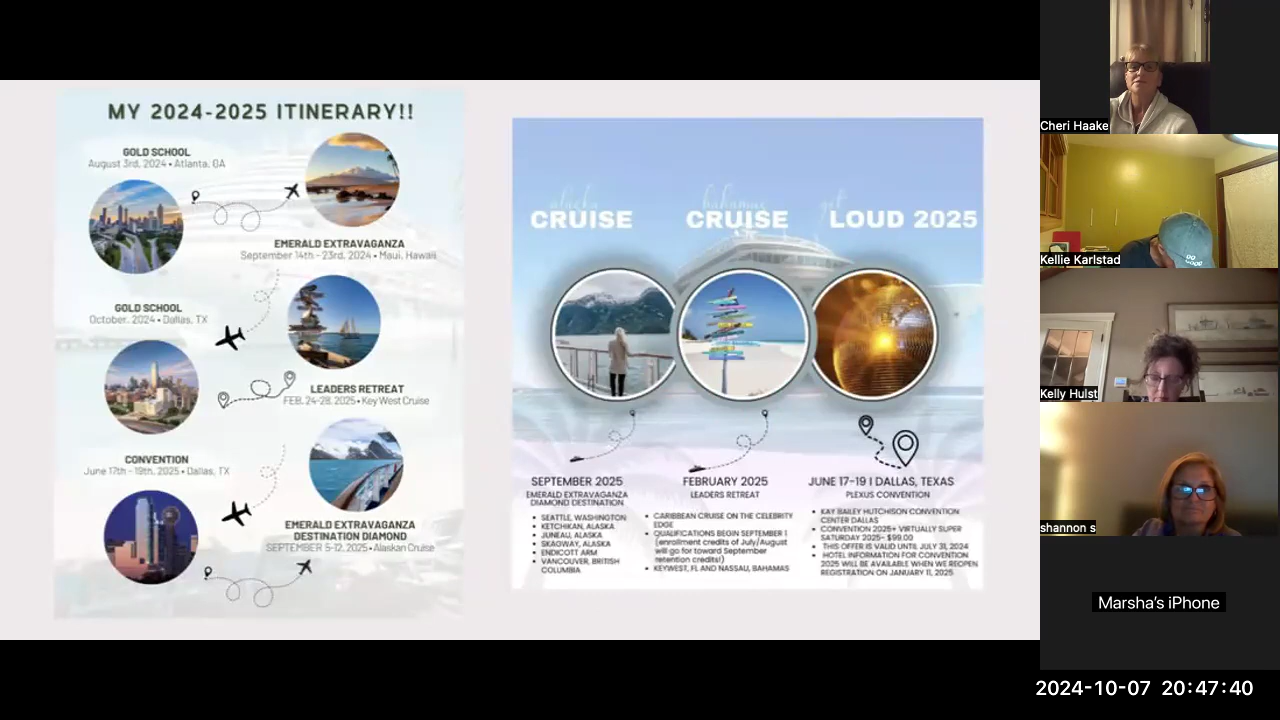 MY 2024-2025 ITINERARY!!
GOLD SCHOOL
August 3rd, 2024 • Atlanta, GA
EMERALD EXTRAVAGANZA
September 14th - 23rd, 2024 • Maui, Hawaii
GOLD SCHOOL
October, 2024 • Dallas, TX
LEADERS RETREAT
FEB. 24-28, 2025 • Key West Cruise
CONVENTION
June 17th - 19th, 2025 • Dallas, TX
EMERALD EXTRAVAGANZA
DESTINATION DIAMOND
SEPTEMBER 5-12, 2025 • Alaskan Cruise
alaska
CRUISE
bahamas
CRUISE
get
LOUD 2025
SEPTEMBER 2025
EMERALD EXTRAVAGANZA
DIAMOND DESTINATION
• SEATTLE, WASHINGTON
• KETCHIKAN, ALASKA
• JUNEAU, ALASKA
• SKAGWAY, ALASKA
• ENDICOTT ARM
• VANCOUVER, BRITISH
COLUMBIA
FEBRUARY 2025
LEADERS RETREAT
• CARIBBEAN CRUISE ON THE CELEBRITY
EDGE
• QUALIFICATIONS BEGIN SEPTEMBER 1
(enrollment credits of July/August
will go for toward September
retention credits!)
• KEYWEST, FL AND NASSAU, BAHAMAS
JUNE 17-19 I DALLAS, TEXAS
PLEXUS CONVENTION
• KAY BAILEY HUTCHISON CONVENTION
CENTER DALLAS
• CONVENTION 2025+ VIRTUALLY SUPER
SATURDAY 2025- $99.00
• THIS OFFER IS VALID UNTIL JULY 31, 2024
• HOTEL INFORMATION FOR CONVENTION
2025 WILL BE AVAILABLE WHEN WE REOPEN
REGISTRATION ON JANUARY 11, 2025
Cheri Haake
Kellie Karlstad
Kelly Hulst
shannon s
Marsha's iPhone
2024-10-07 20:47:40